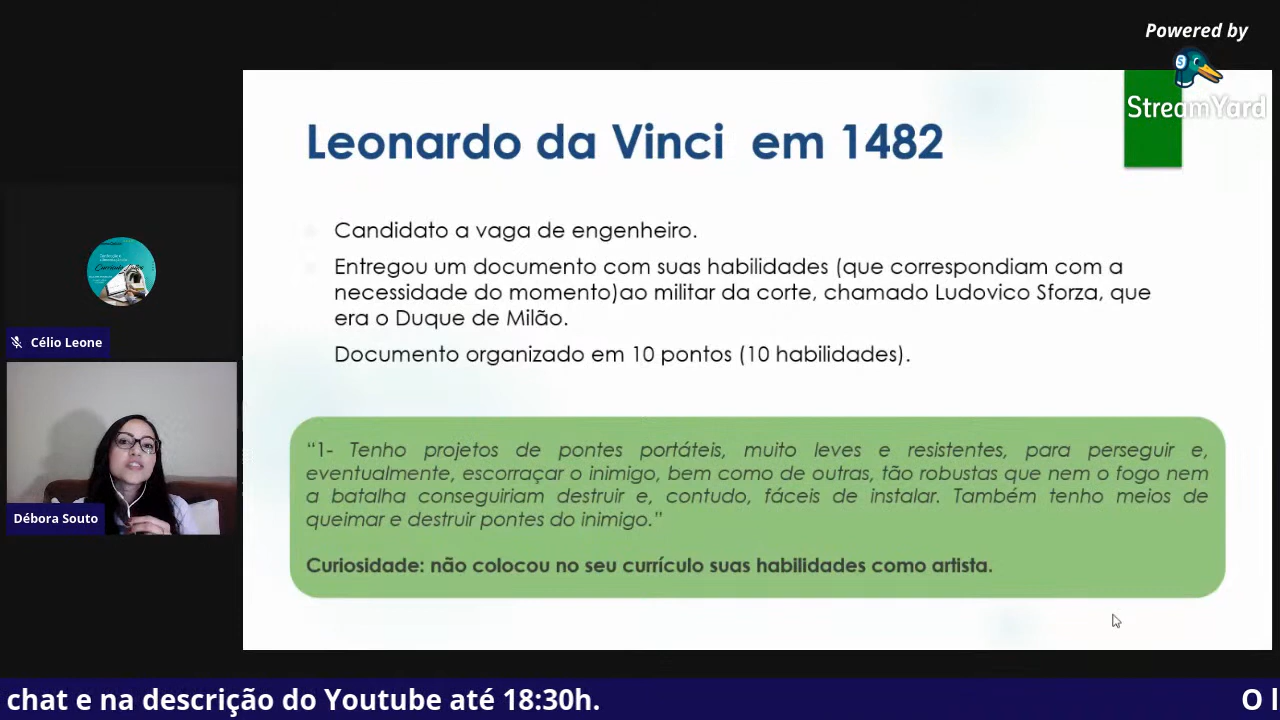 Powered by
StreamYard
Leonardo da Vinci em 1482
Candidato a vaga de engenheiro.
Entregou um documento com suas habilidades (que correspondiam com a
necessidade do momento)ao militar da corte, chamado Ludovico Sforza, que
era o Duque de Milão.
Documento organizado em 10 pontos (10 habilidades).
“1- Tenho projetos de pontes portáteis, muito leves e resistentes, para perseguir e,
eventualmente, escorraçar o inimigo, bem como de outras, tão robustas que nem o fogo nem
a batalha conseguiriam destruir e, contudo, fáceis de instalar. Também tenho meios de
queimar e destruir pontes do inimigo.”
Curiosidade: não colocou no seu currículo suas habilidades como artista.
Célio Leone
Débora Souto
chat e na descrição do Youtube até 18:30h.
O l